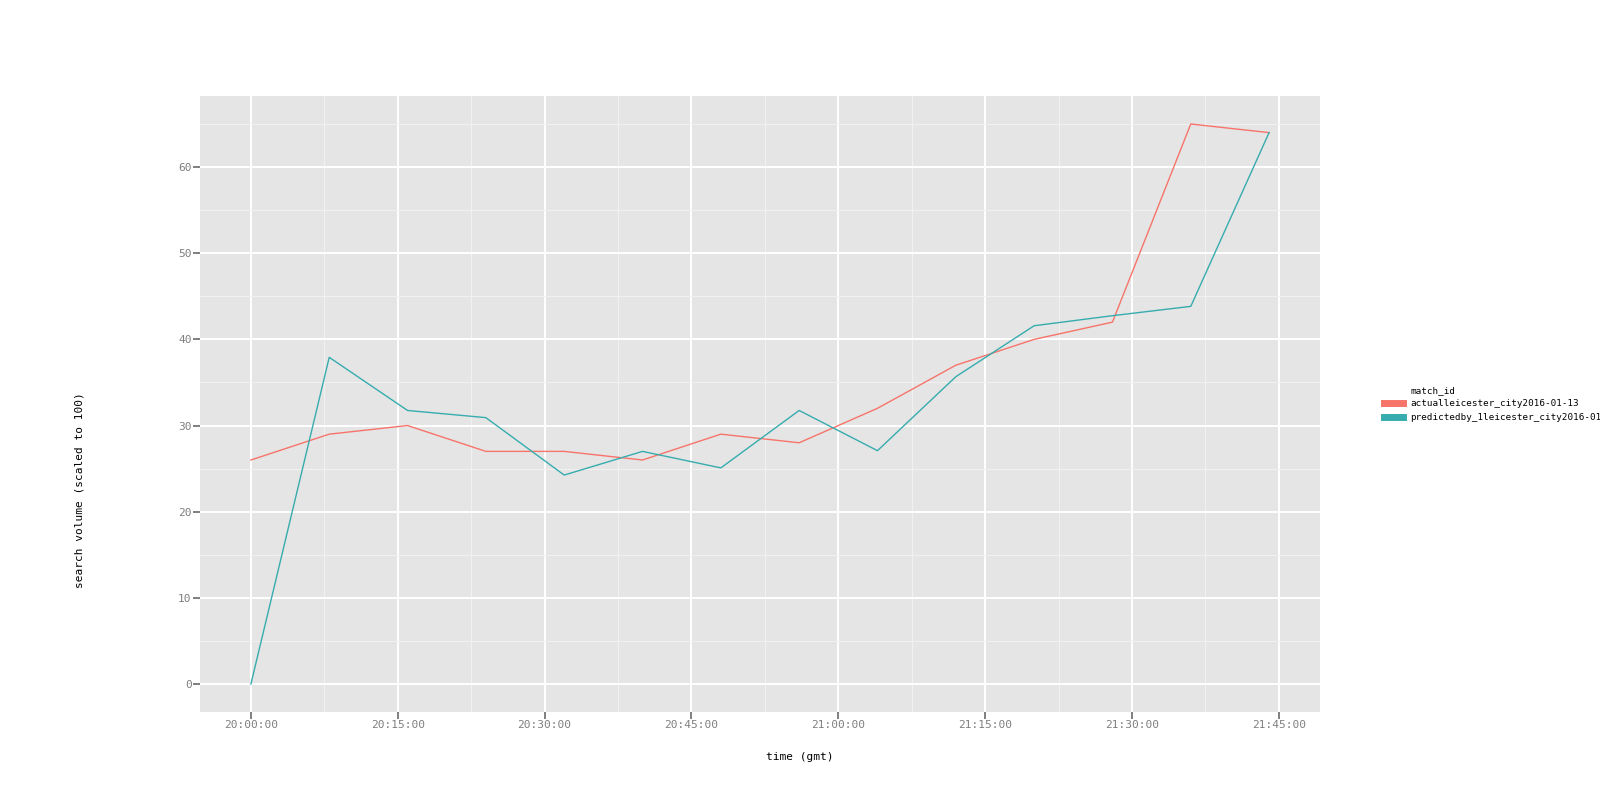 60
50
40
30
20
10
0
search volume (scaled to 100)
20:00:00 20:15:00 20:30:00 20:45:00 21:00:00 21:15:00 21:30:00 21:45:00
time (gmt)
match_id
actualleicester_city2016-01-13
predictedby_1leicester_city2016-01